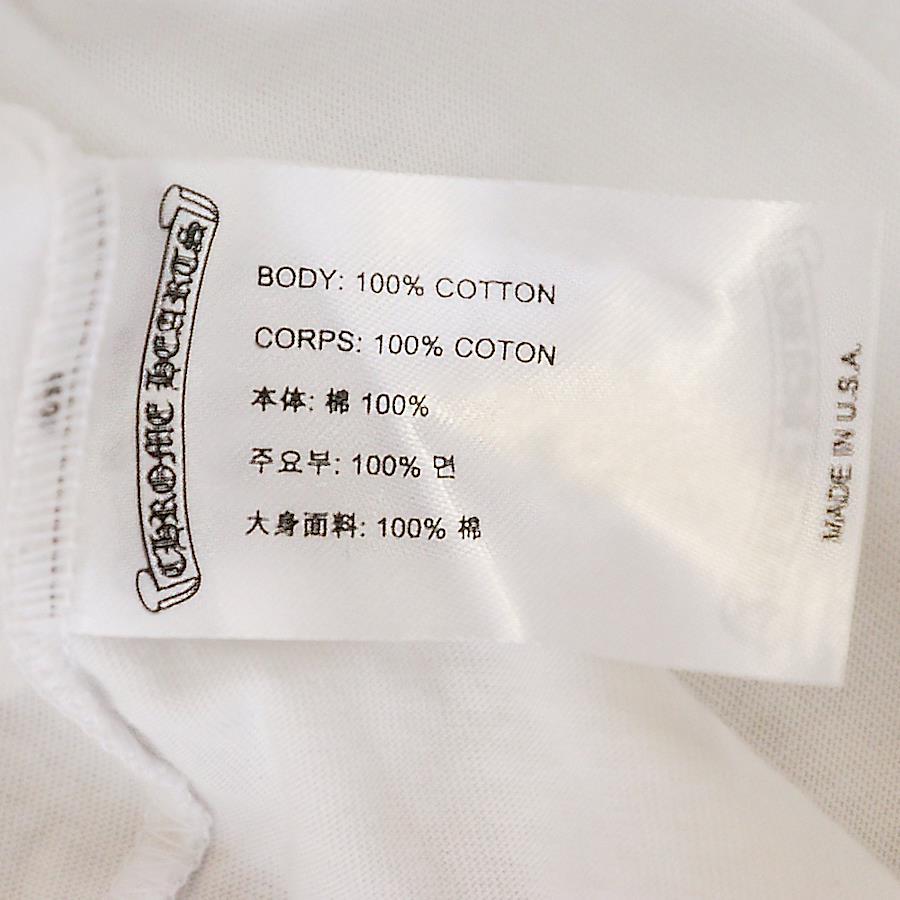 CHROME HEARTS
BODY: 100% COTTON
CORPS: 100% COTON
本体: 棉 100%
주요부: 100% 면
大身面料: 100% 棉
MADE IN U.S.A.